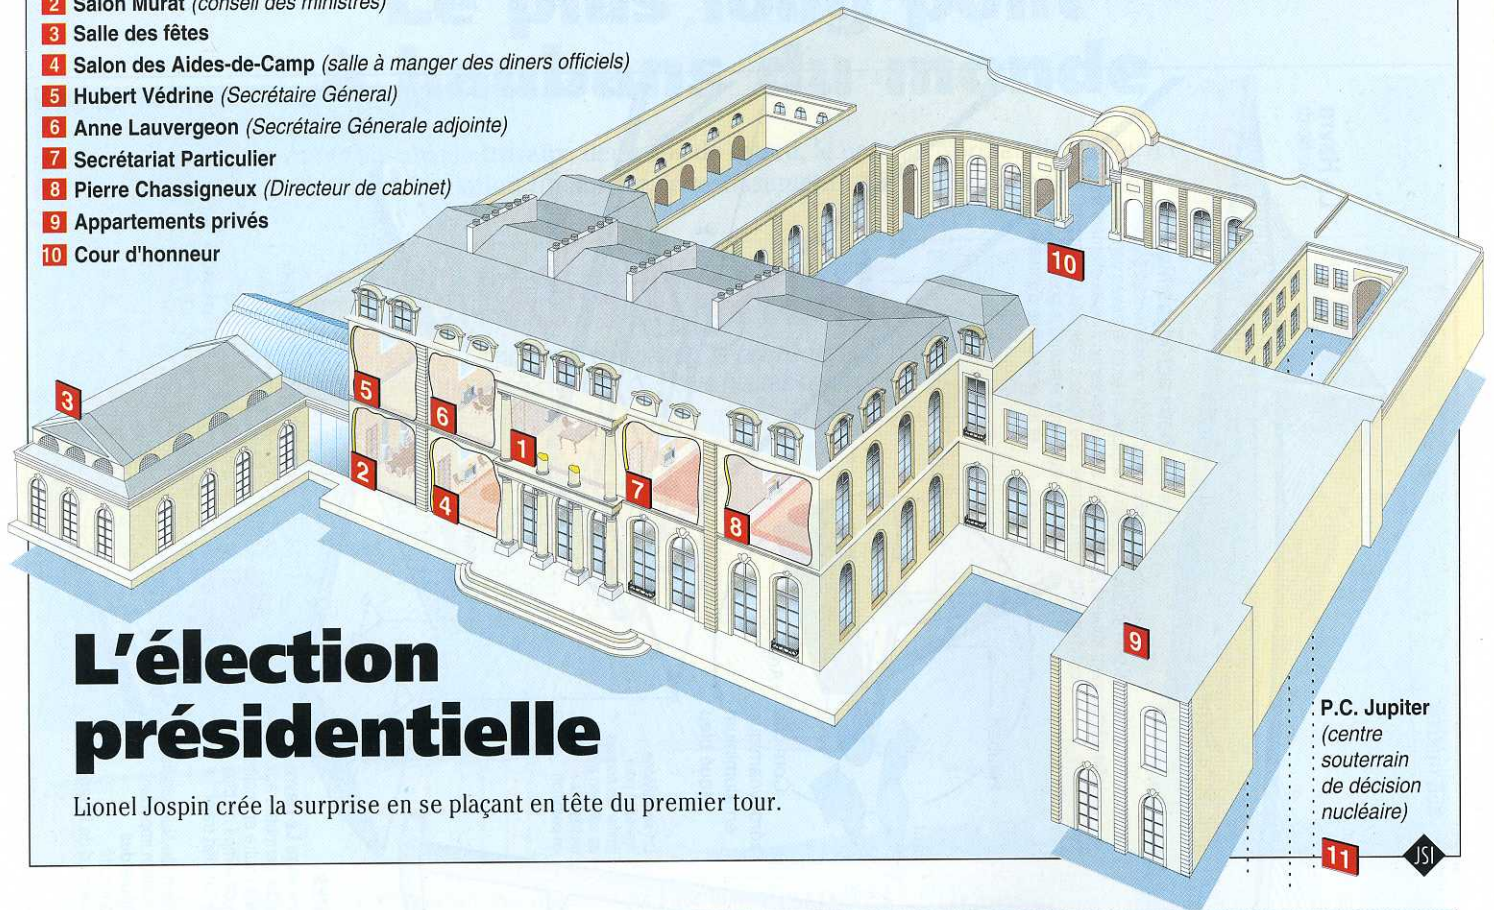 2 Salon Murat (conseil des ministres)
3 Salle des fêtes
4 Salon des Aides-de-Camp (salle à manger des diners officiels)
5 Hubert Védrine (Secrétaire Géneral)
6 Anne Lauvergeon (Secrétaire Génerale adjointe)
7 Secrétariat Particulier
8 Pierre Chassigneux (Directeur de cabinet)
9 Appartements privés
10 Cour d'honneur
10
3
5
6
1
2
4
7
8
9
L'élection
présidentielle
Lionel Jospin crée la surprise en se plaçant en tête du premier tour.
P.C. Jupiter
(centre
souterrain
de décision
nucléaire)
11
JSI